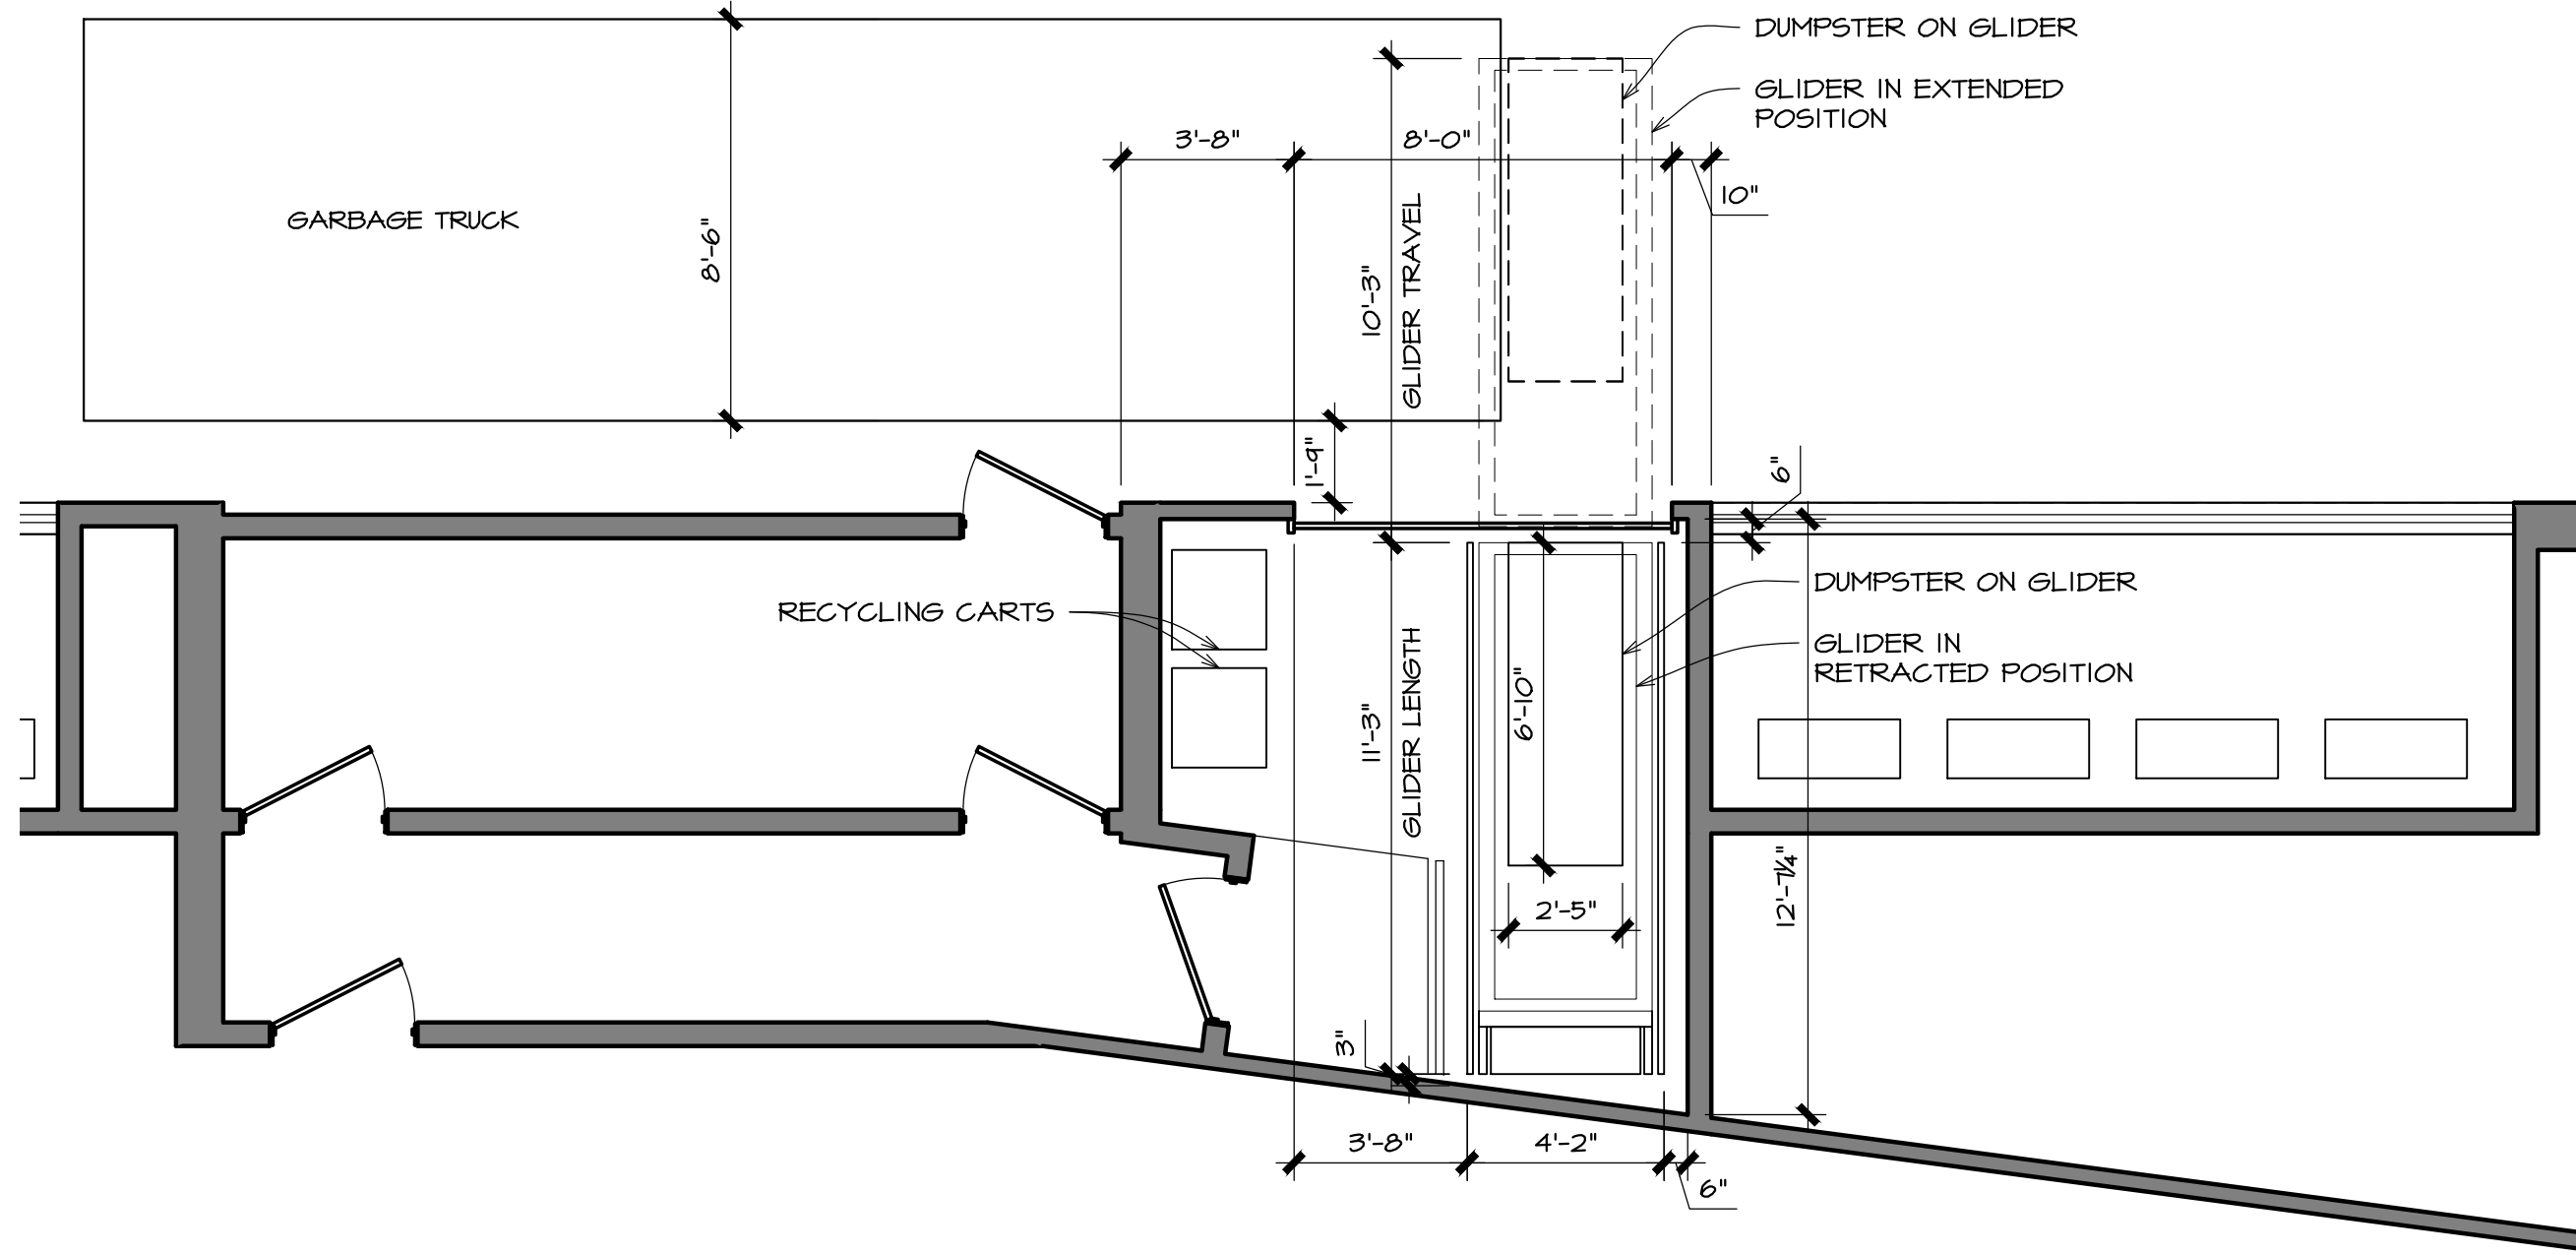 DUMPSTER ON GLIDER
GLIDER IN EXTENDED
POSITION
3'-8"
8'-0"
10"
GARBAGE TRUCK
8'-6"
10'-3"
GLIDER TRAVEL
1'-9"
6"
RECYCLING CARTS
DUMPSTER ON GLIDER
GLIDER IN
RETRACTED POSITION
11'-3"
GLIDER LENGTH
6'-10"
2'-5"
12'-7¼"
3"
3'-8"
4'-2"
6"